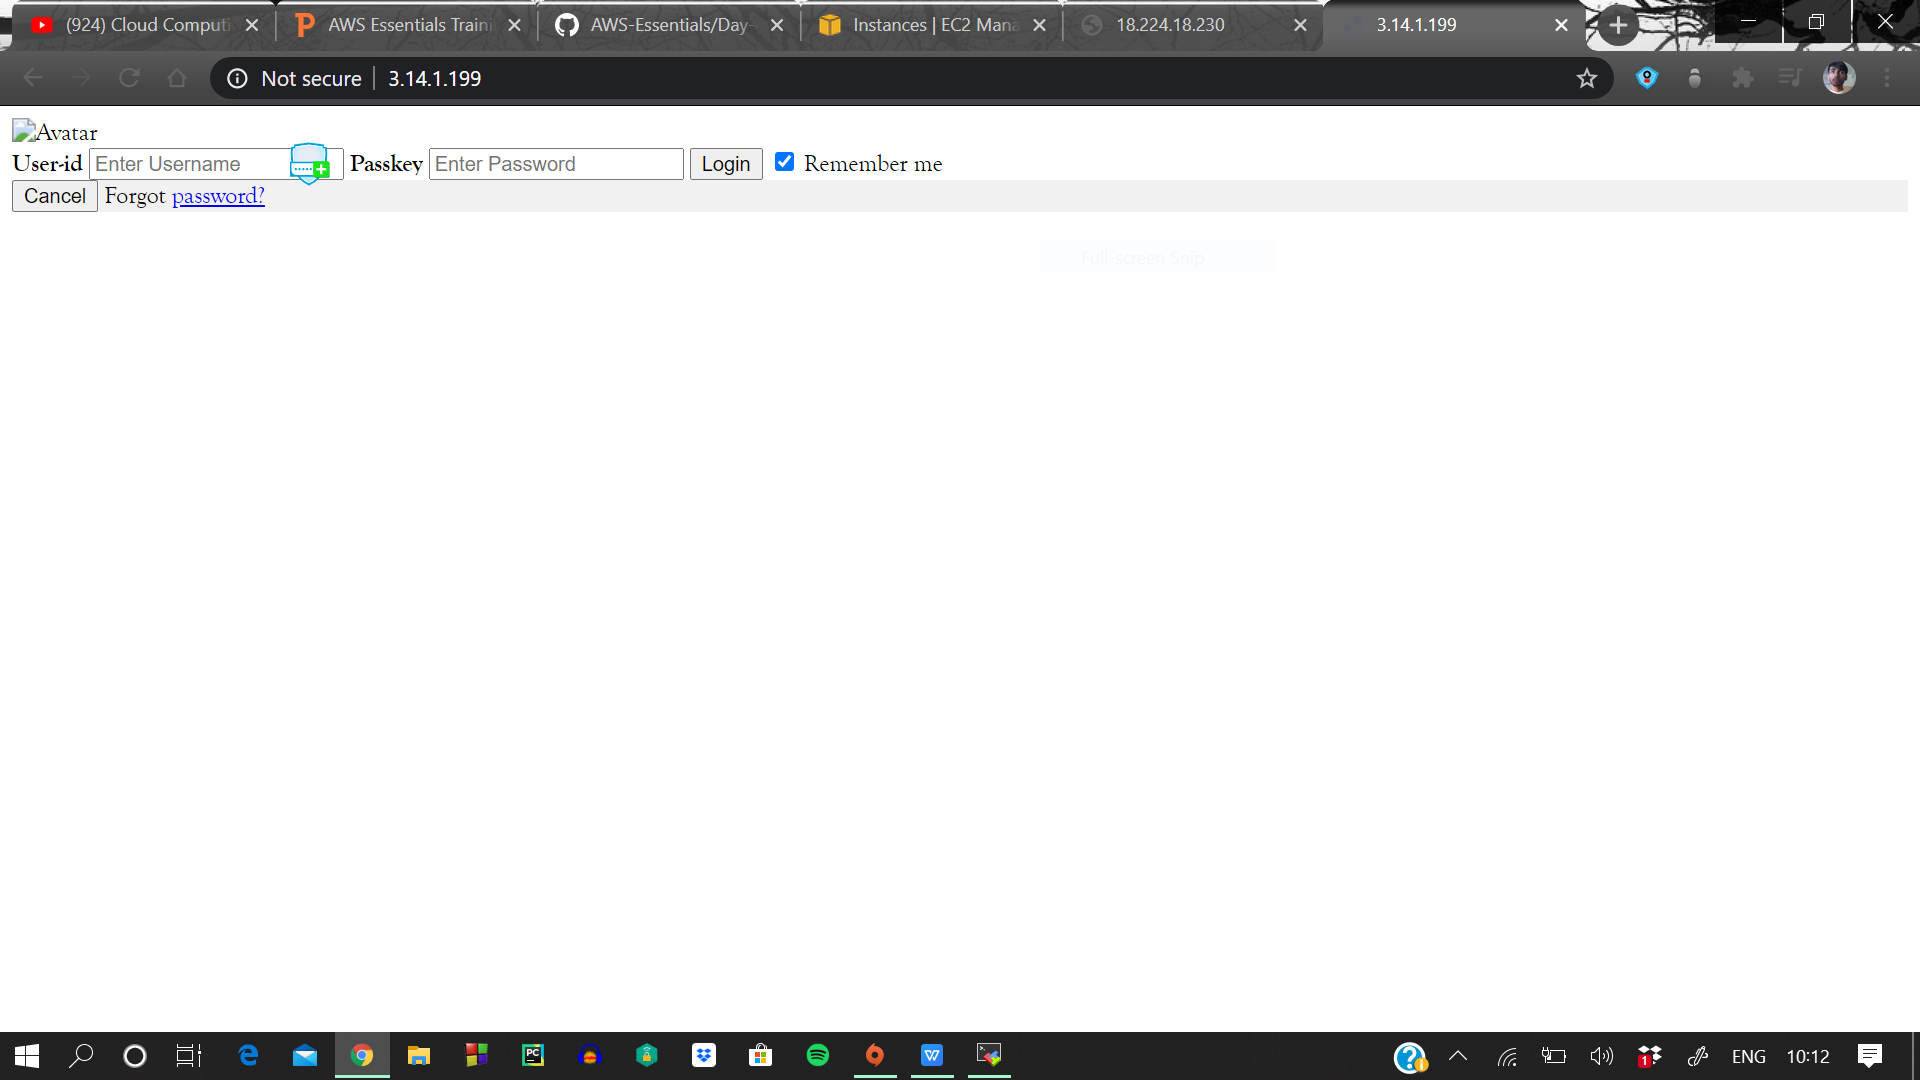 (924) Cloud Computi
AWS Essentials Traini
AWS-Essentials/Day-
Instances | EC2 Mana
18.224.18.230
3.14.1.199
Not secure
3.14.1.199
Avatar
User-id Enter Username Passkey Enter Password Login Remember me
Cancel Forgot password?
Full-screen Snip
PC
W
1
ENG
10:12